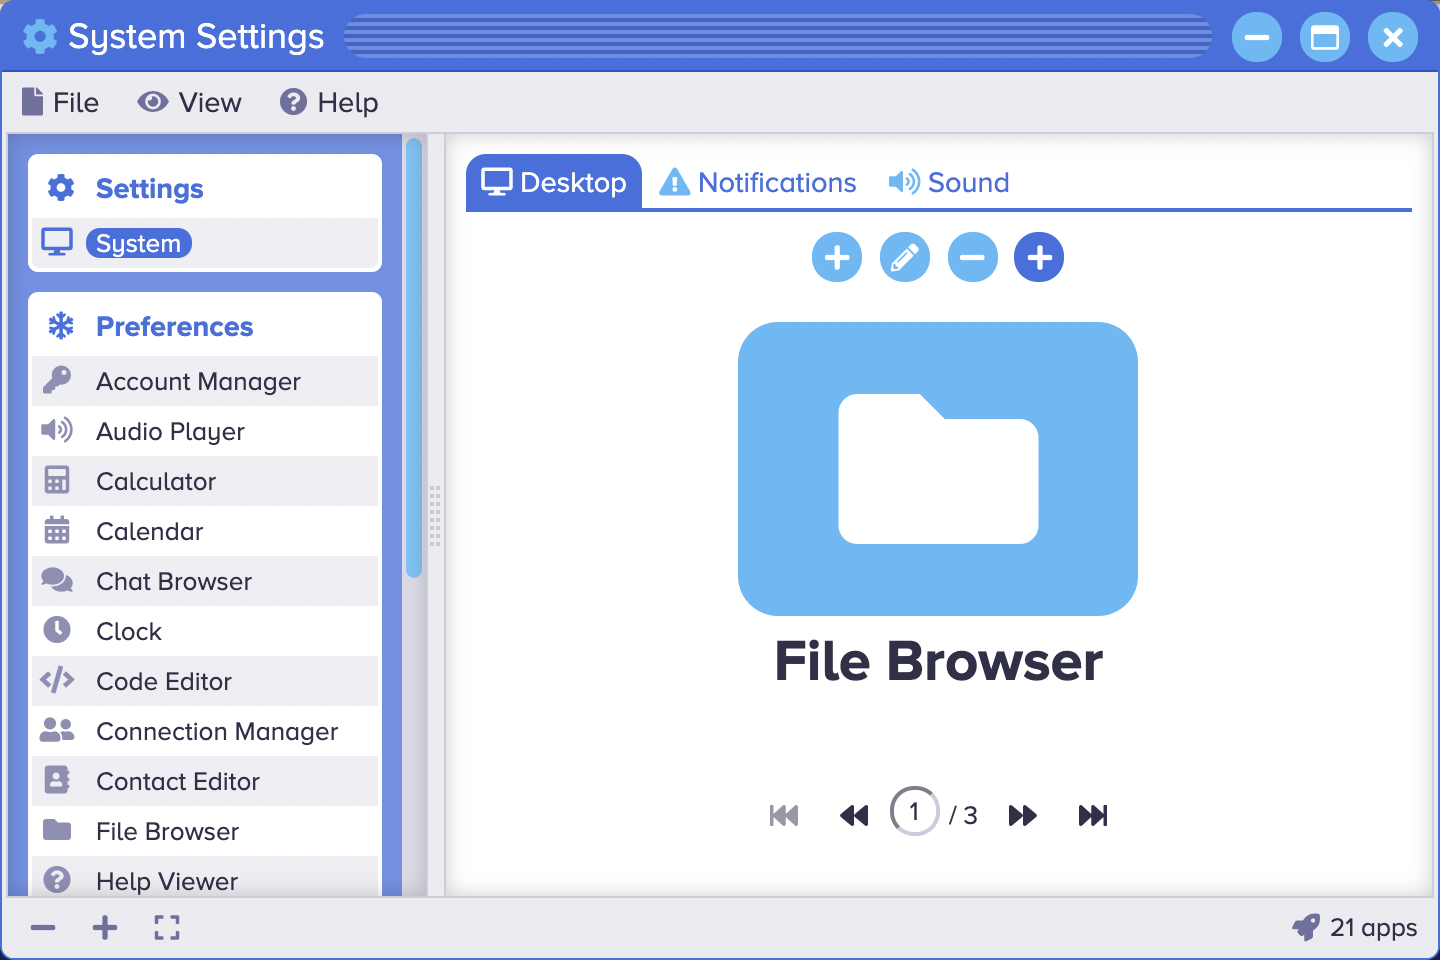 System Settings
File View Help
Settings
System
Preferences
Account Manager
Audio Player
Calculator
Calendar
Chat Browser
Clock
Code Editor
Connection Manager
Contact Editor
File Browser
Help Viewer
Desktop Notifications Sound
File Browser
1 / 3
21 apps